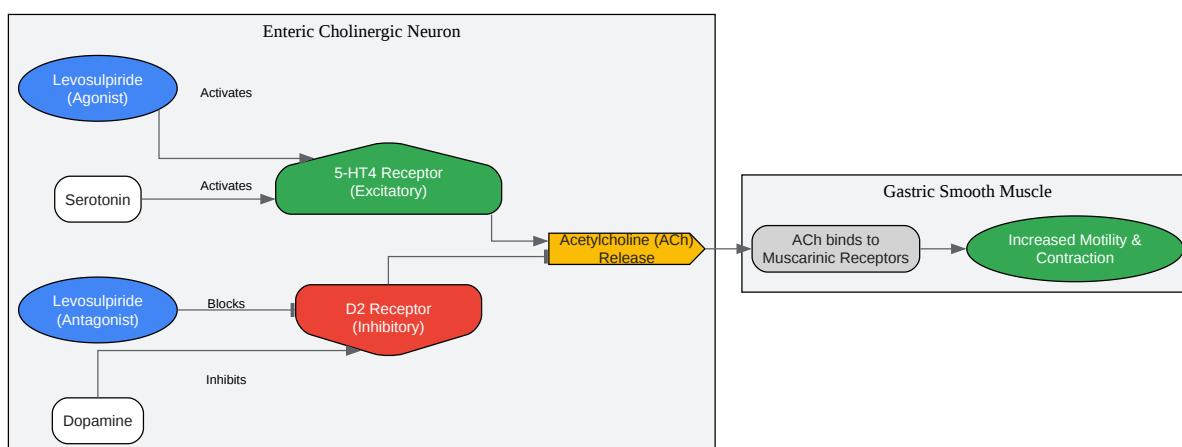 Enteric Cholinergic Neuron
Levosulpiride
(Agonist)
Activates
5-HT4 Receptor
(Excitatory)
Serotonin
Activates
Acetylcholine (ACh)
Release
Levosulpiride
(Antagonist)
Blocks
D2 Receptor
(Inhibitory)
Inhibits
Dopamine
Gastric Smooth Muscle
ACh binds to
Muscarinic Receptors
Increased Motility &
Contraction